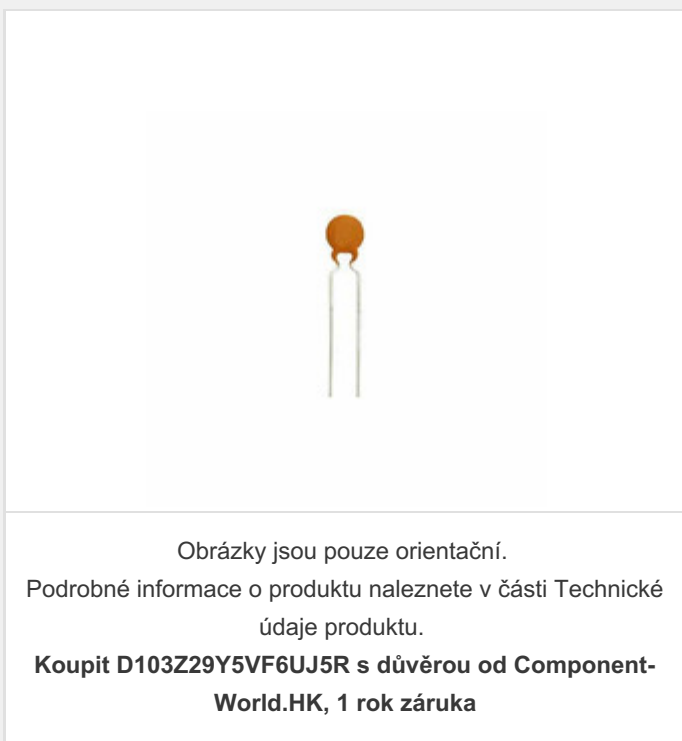 Obrázky jsou pouze orientační.
Podrobné informace o produktu naleznete v části Technické
údaje produktu.
Koupit D103Z29Y5VF6UJ5R s důvěrou od Component-
World.HK, 1 rok záruka